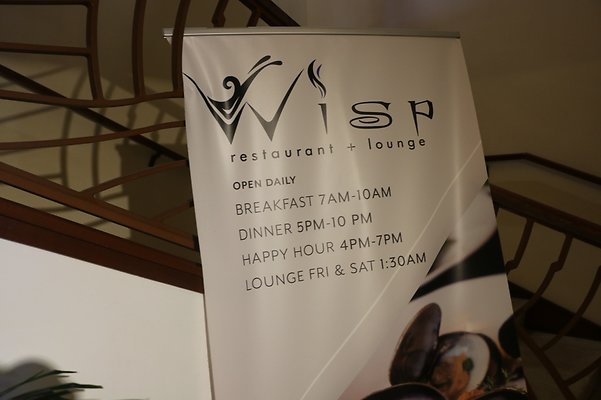 Wisp
restaurant + lounge
OPEN DAILY
BREAKFAST 7AM-10AM
DINNER 5PM-10 PM
HAPPY HOUR 4PM-7PM
LOUNGE FRI & SAT 1:30AM